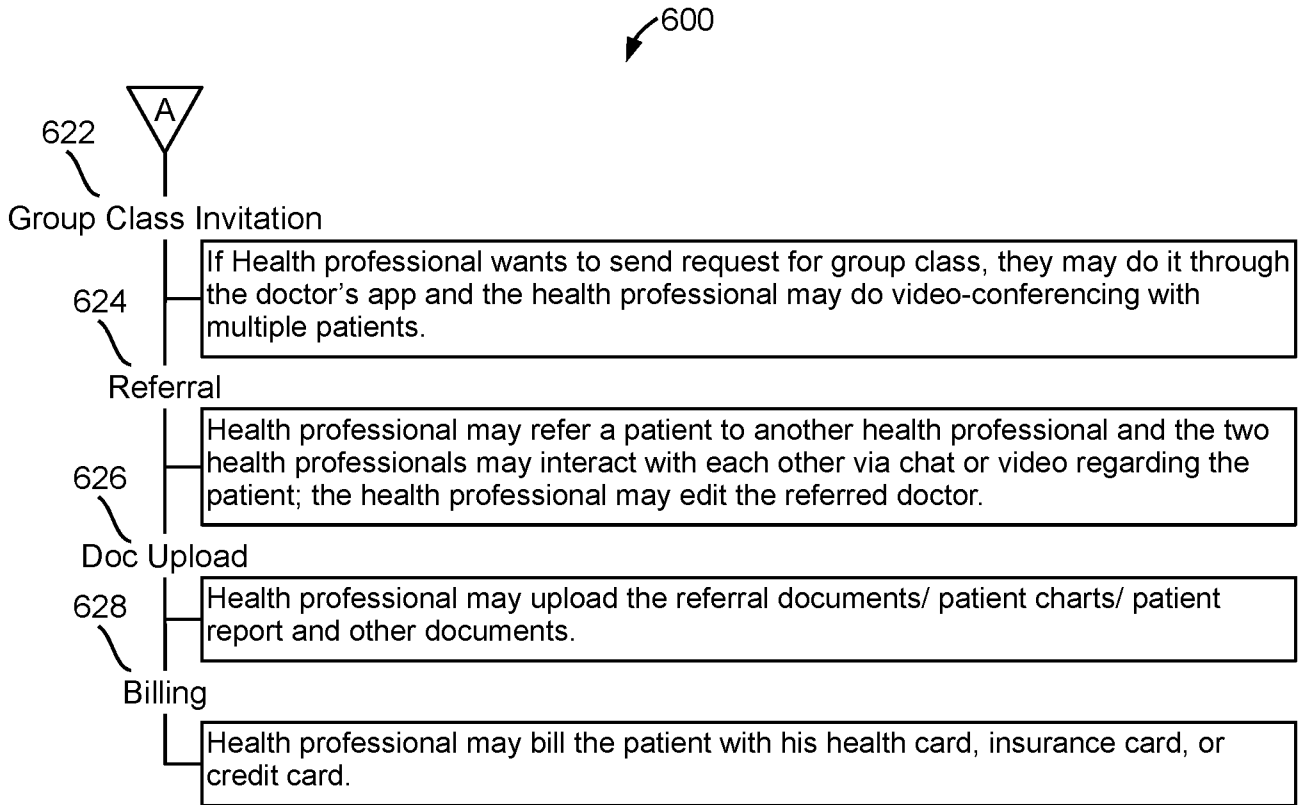 600
A
622
Group Class Invitation
If Health professional wants to send request for group class, they may do it through
the doctor's app and the health professional may do video-conferencing with
multiple patients.
624
Referral
Health professional may refer a patient to another health professional and the two
health professionals may interact with each other via chat or video regarding the
patient; the health professional may edit the referred doctor.
626
Doc Upload
Health professional may upload the referral documents/ patient charts/ patient
report and other documents.
628
Billing
Health professional may bill the patient with his health card, insurance card, or
credit card.